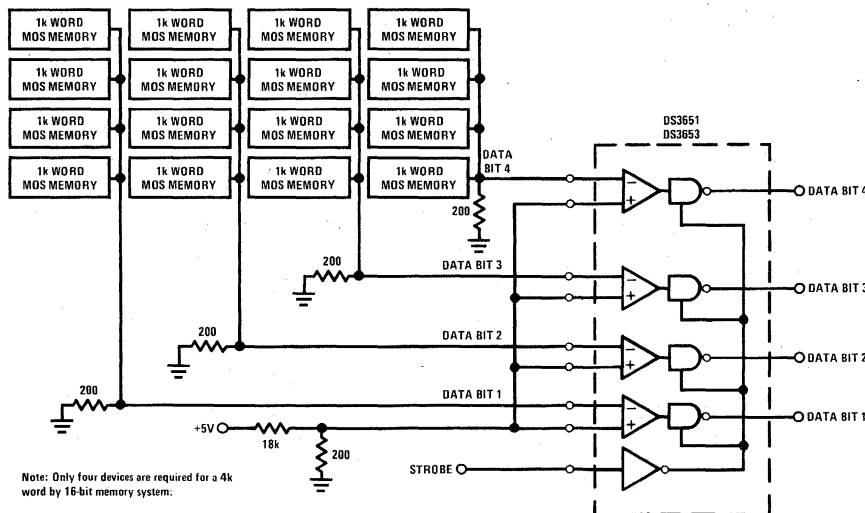 1k WORD 1k WORD 1k WORD 1k WORD
MOS MEMORY MOS MEMORY MOS MEMORY MOS MEMORY
1k WORD 1k WORD 1k WORD 1k WORD
MOS MEMORY MOS MEMORY MOS MEMORY MOS MEMORY
1k WORD 1k WORD 1k WORD 1k WORD
MOS MEMORY MOS MEMORY MOS MEMORY MOS MEMORY
1k WORD 1k WORD 1k WORD 1k WORD
MOS MEMORY MOS MEMORY MOS MEMORY MOS MEMORY
DS3651
DS3653
DATA
BIT 4
200
− +
DATA BIT 4
200
DATA BIT 3
− +
DATA BIT 3
200
DATA BIT 2
− +
DATA BIT 2
200
DATA BIT 1
− +
DATA BIT 1
+5V
18k
200
STROBE
Note: Only four devices are required for a 4k
word by 16-bit memory system.